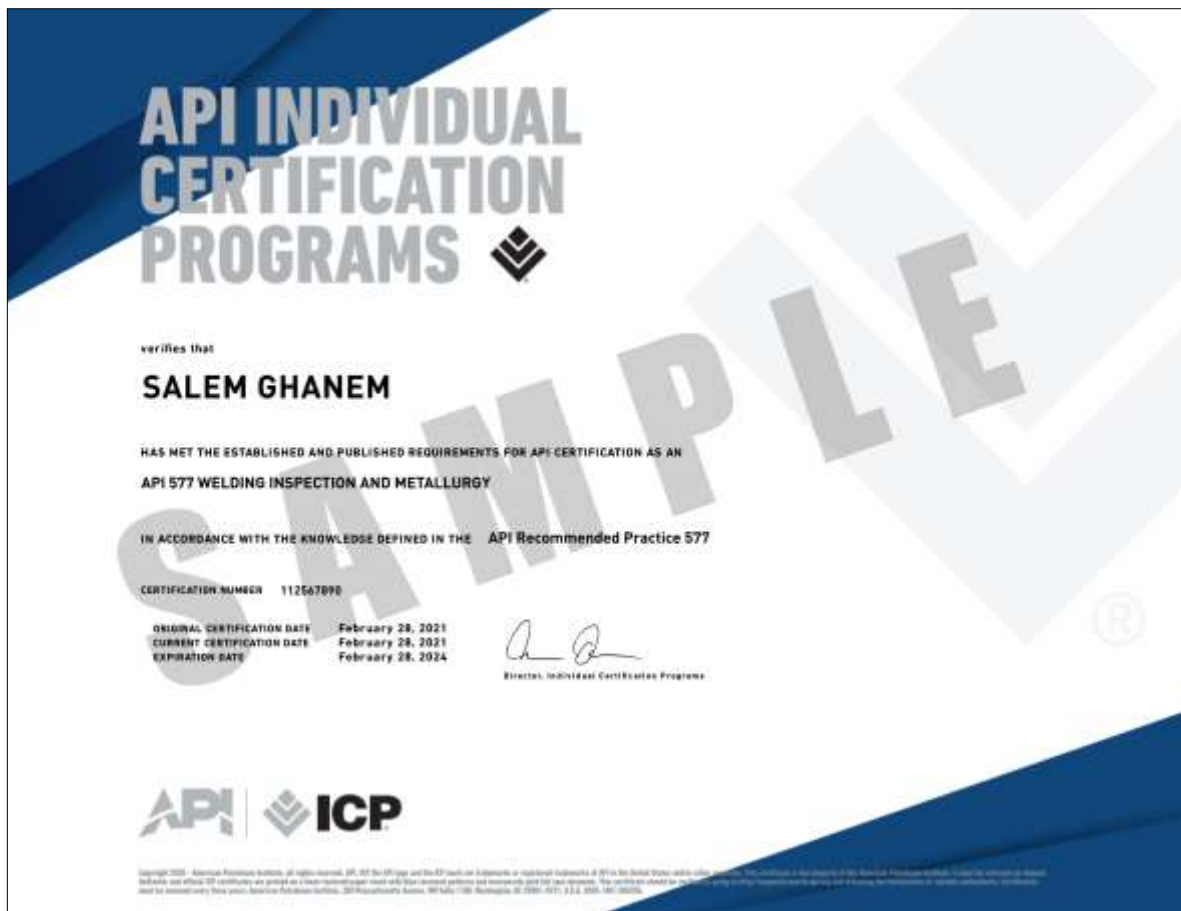 API INDIVIDUAL
CERTIFICATION
PROGRAMS
verifies that
SALEM GHANEM
HAS MET THE ESTABLISHED AND PUBLISHED REQUIREMENTS FOR API CERTIFICATION AS AN
API 577 WELDING INSPECTION AND METALLURGY
IN ACCORDANCE WITH THE KNOWLEDGE DEFINED IN THE API Recommended Practice 577
CERTIFICATION NUMBER 112567890
ORIGINAL CERTIFICATION DATE February 28, 2021
CURRENT CERTIFICATION DATE February 28, 2021
EXPIRATION DATE February 28, 2024
Director, Individual Certification Programs
SAMPLE
®
API ICP